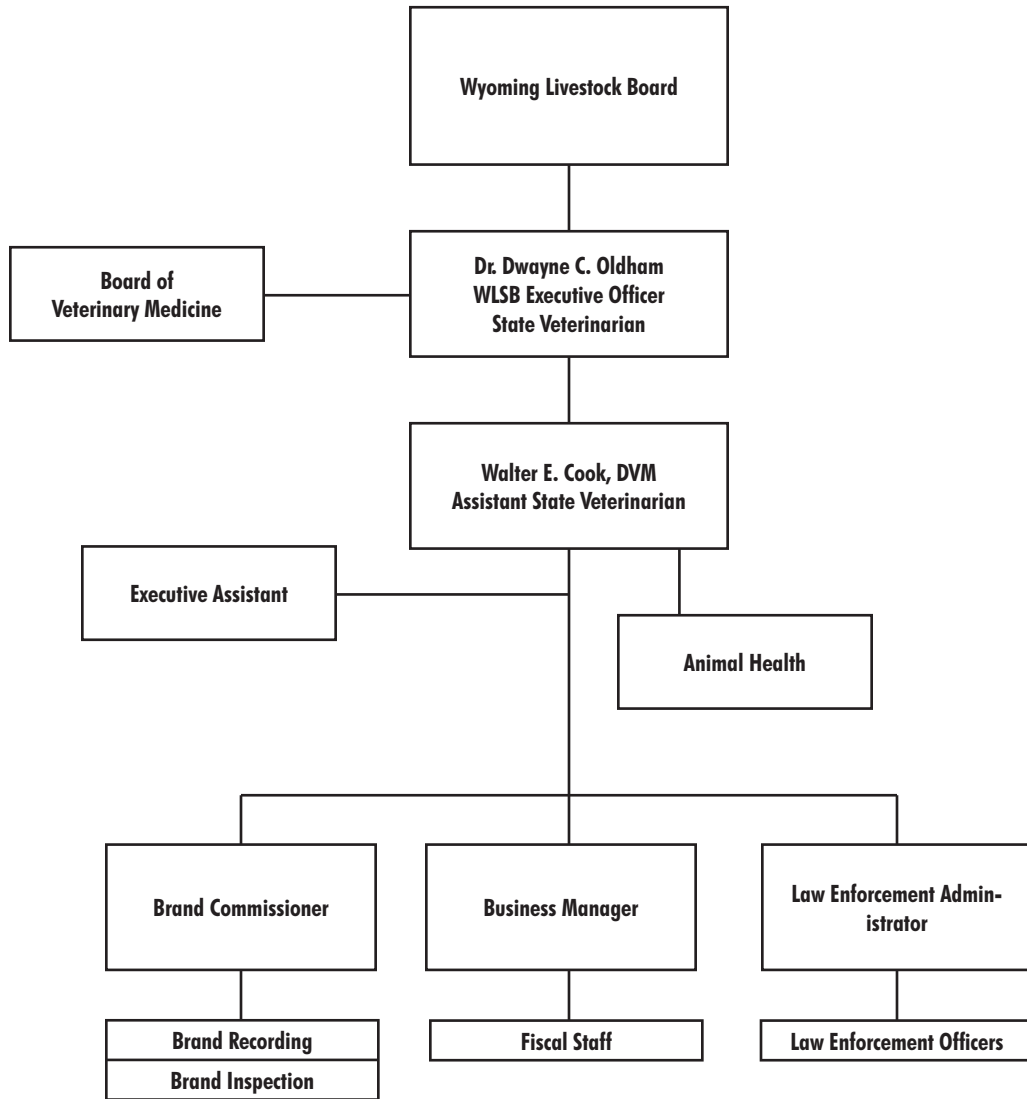 Wyoming Livestock Board
Board of
Veterinary Medicine
Dr. Dwayne C. Oldham
WLSB Executive Officer
State Veterinarian
Walter E. Cook, DVM
Assistant State Veterinarian
Executive Assistant
Animal Health
Brand Commissioner
Business Manager
Law Enforcement Admin-
istrator
Brand Recording
Brand Inspection
Fiscal Staff
Law Enforcement Officers